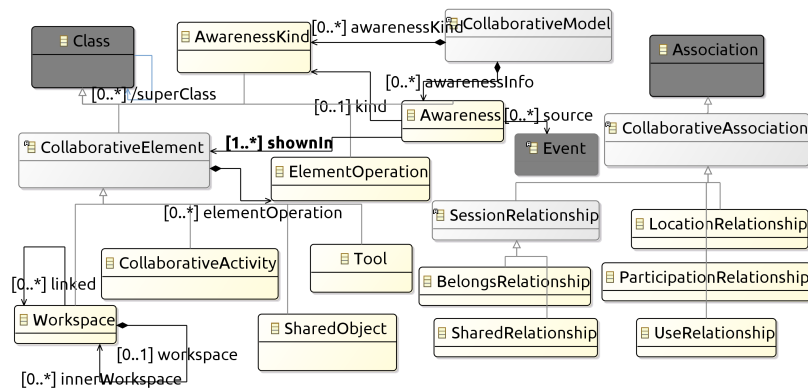 Class
AwarenessKind
[0..*] awarenessKind
CollaborativeModel
Association
[0..*] /superClass
[0..*] awarenessInfo
[0..1] kind
Awareness
[0..*] source
CollaborativeElement
[1..*] shownIn
Event
CollaborativeAssociation
ElementOperation
[0..*] elementOperation
SessionRelationship
LocationRelationship
CollaborativeActivity
Tool
[0..*] linked
BelongsRelationship
ParticipationRelationship
Workspace
SharedObject
SharedRelationship
UseRelationship
[0..1] workspace
[0..*] innerWorkspace